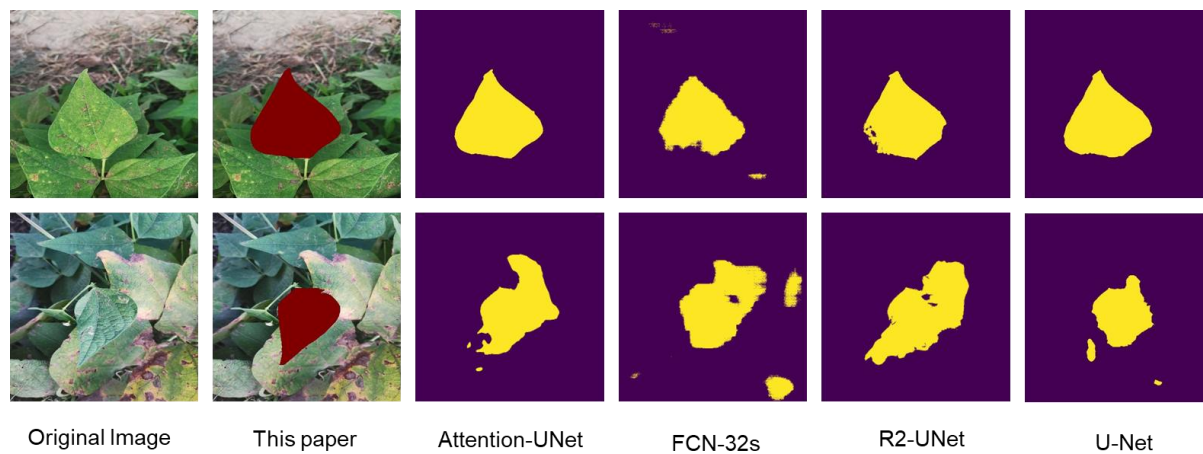 Original Image
This paper
Attention-UNet
FCN-32s
R2-UNet
U-Net